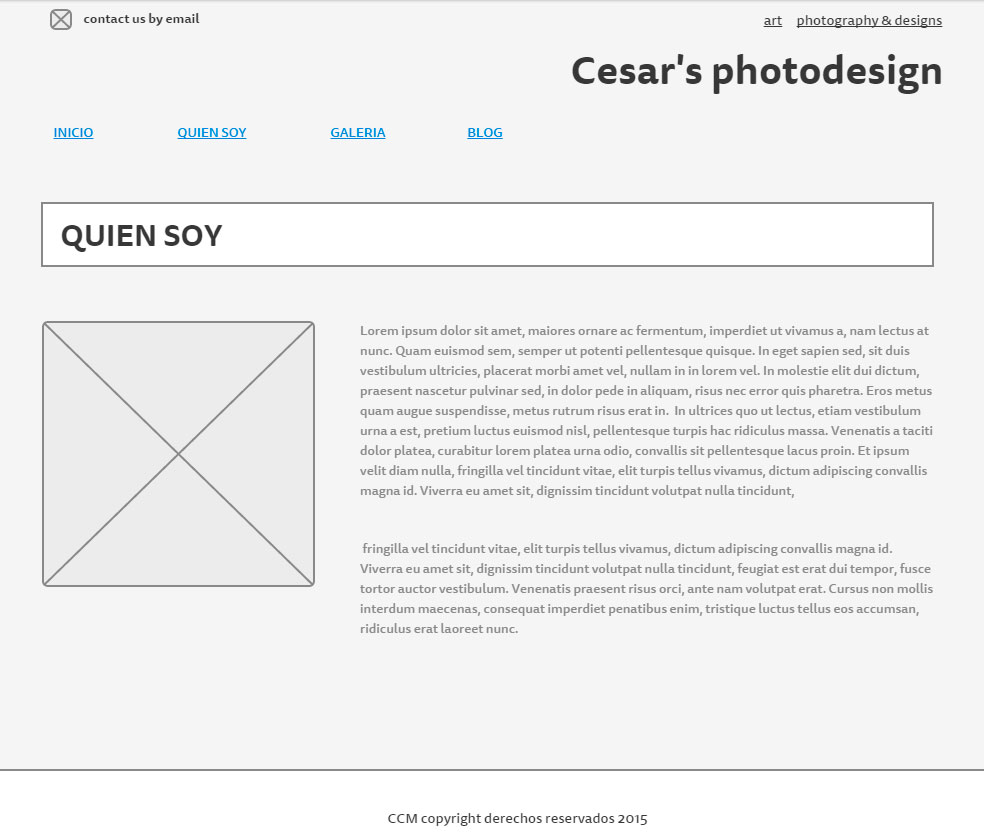 contact us by email
art photography & designs
Cesar's photodesign
INICIO QUIEN SOY GALERIA BLOG
QUIEN SOY
Lorem ipsum dolor sit amet, maiores ornare ac fermentum, imperdiet ut vivamus a, nam lectus at
nunc. Quam euismod sem, semper ut potenti pellentesque quisque. In eget sapien sed, sit duis
vestibulum ultricies, placerat morbi amet vel, nullam in in lorem vel. In molestie elit dui dictum,
praesent nascetur pulvinar sed, in dolor pede in aliquam, risus nec error quis pharetra. Eros metus
quam augue suspendisse, metus rutrum risus erat in. In ultrices quo ut lectus, etiam vestibulum
urna a est, pretium luctus euismod nisl, pellentesque turpis hac ridiculus massa. Venenatis a taciti
dolor platea, curabitur lorem platea urna odio, convallis sit pellentesque lacus proin. Et ipsum
velit diam nulla, fringilla vel tincidunt vitae, elit turpis tellus vivamus, dictum adipiscing convallis
magna id. Viverra eu amet sit, dignissim tincidunt volutpat nulla tincidunt,
fringilla vel tincidunt vitae, elit turpis tellus vivamus, dictum adipiscing convallis magna id.
Viverra eu amet sit, dignissim tincidunt volutpat nulla tincidunt, feugiat est erat dui tempor, fusce
tortor auctor vestibulum. Venenatis praesent risus orci, ante nam volutpat erat. Cursus non mollis
interdum maecenas, consequat imperdiet penatibus enim, tristique luctus tellus eos accumsan,
ridiculus erat laoreet nunc.
CCM copyright derechos reservados 2015